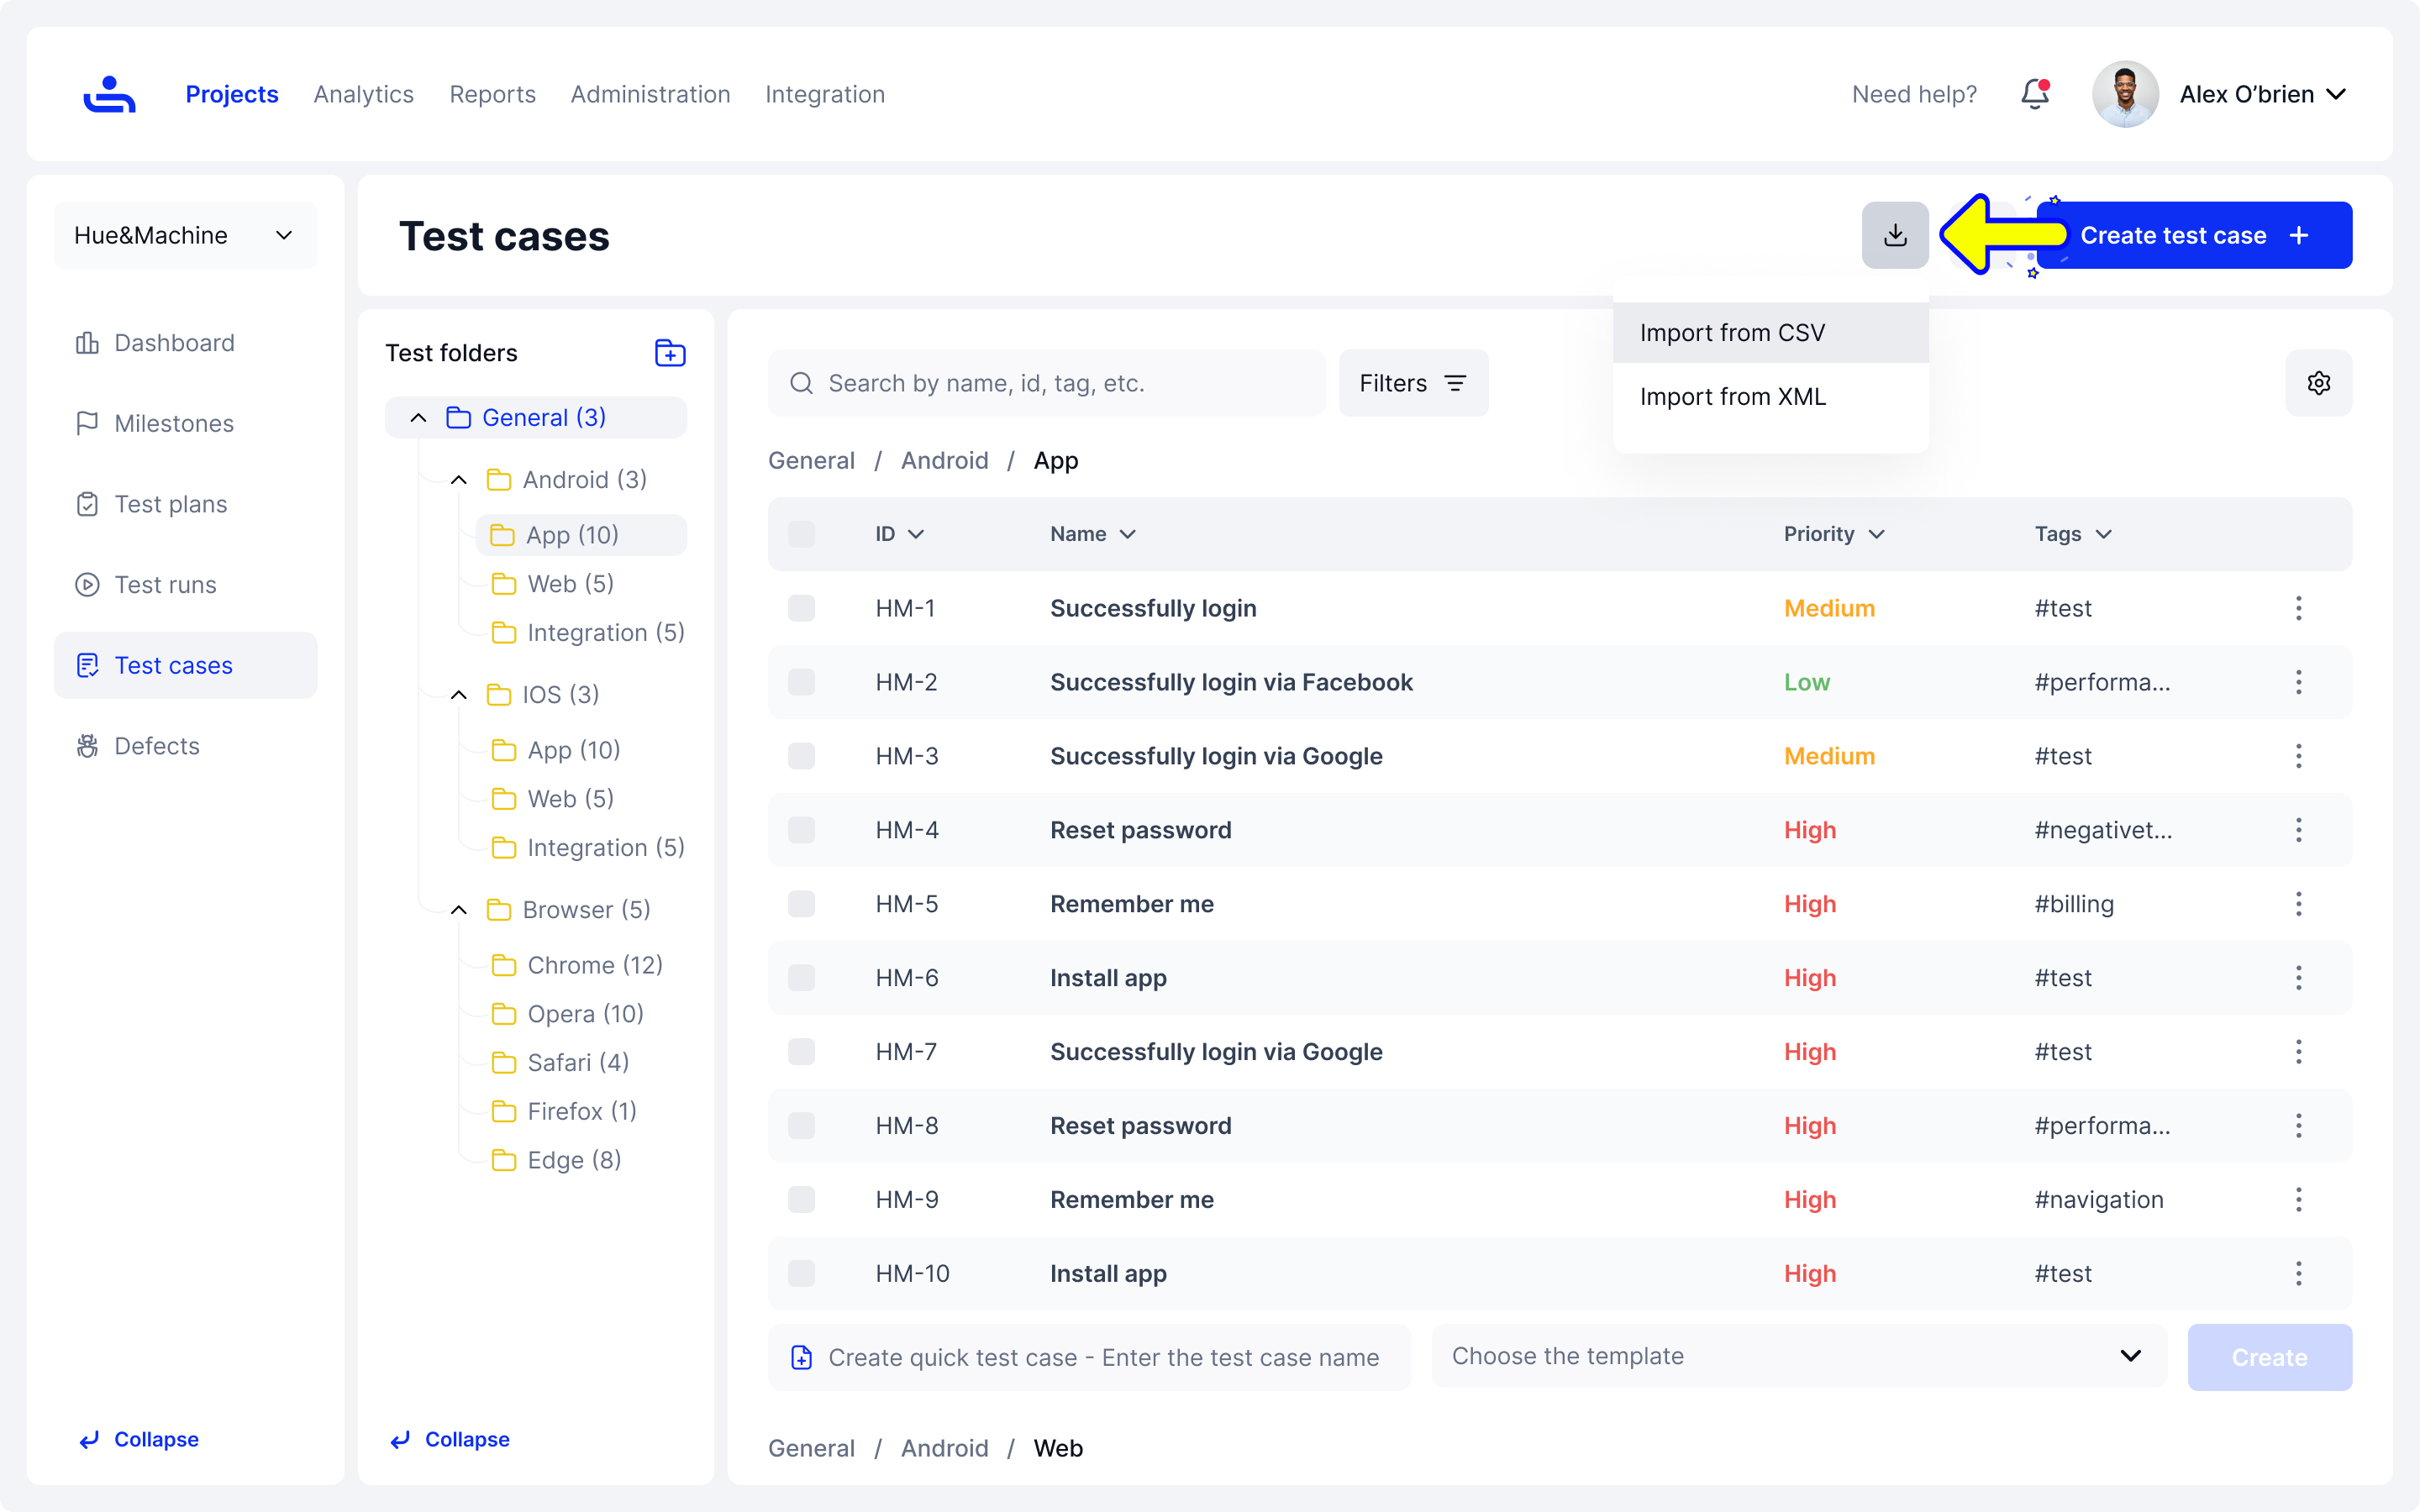 Projects Analytics Reports Administration Integration Need help? Alex O’brien
Hue&Machine
Dashboard
Milestones
Test plans
Test runs
Test cases
Defects
Collapse
Test cases
Create test case +
Import from CSV
Import from XML
Test folders
General (3)
Android (3)
App (10)
Web (5)
Integration (5)
IOS (3)
App (10)
Web (5)
Integration (5)
Browser (5)
Chrome (12)
Opera (10)
Safari (4)
Firefox (1)
Edge (8)
Collapse
Search by name, id, tag, etc. Filters
General / Android / App
ID Name Priority Tags
HM-1 Successfully login Medium #test
HM-2 Successfully login via Facebook Low #performa...
HM-3 Successfully login via Google Medium #test
HM-4 Reset password High #negativet...
HM-5 Remember me High #billing
HM-6 Install app High #test
HM-7 Successfully login via Google High #test
HM-8 Reset password High #performa...
HM-9 Remember me High #navigation
HM-10 Install app High #test
Create quick test case - Enter the test case name Choose the template Create
General / Android / Web